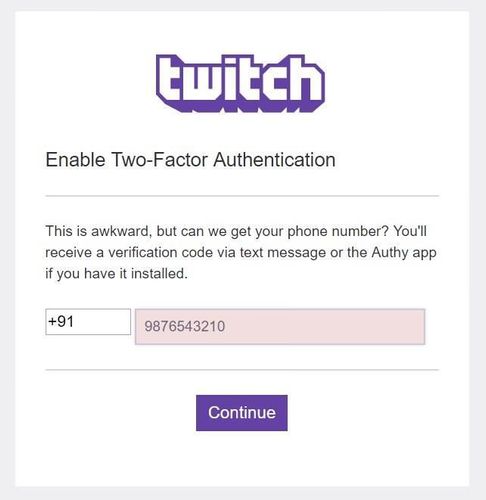 twitch
Enable Two-Factor Authentication
This is awkward, but can we get your phone number? You'll
receive a verification code via text message or the Authy app
if you have it installed.
+91 9876543210
Continue